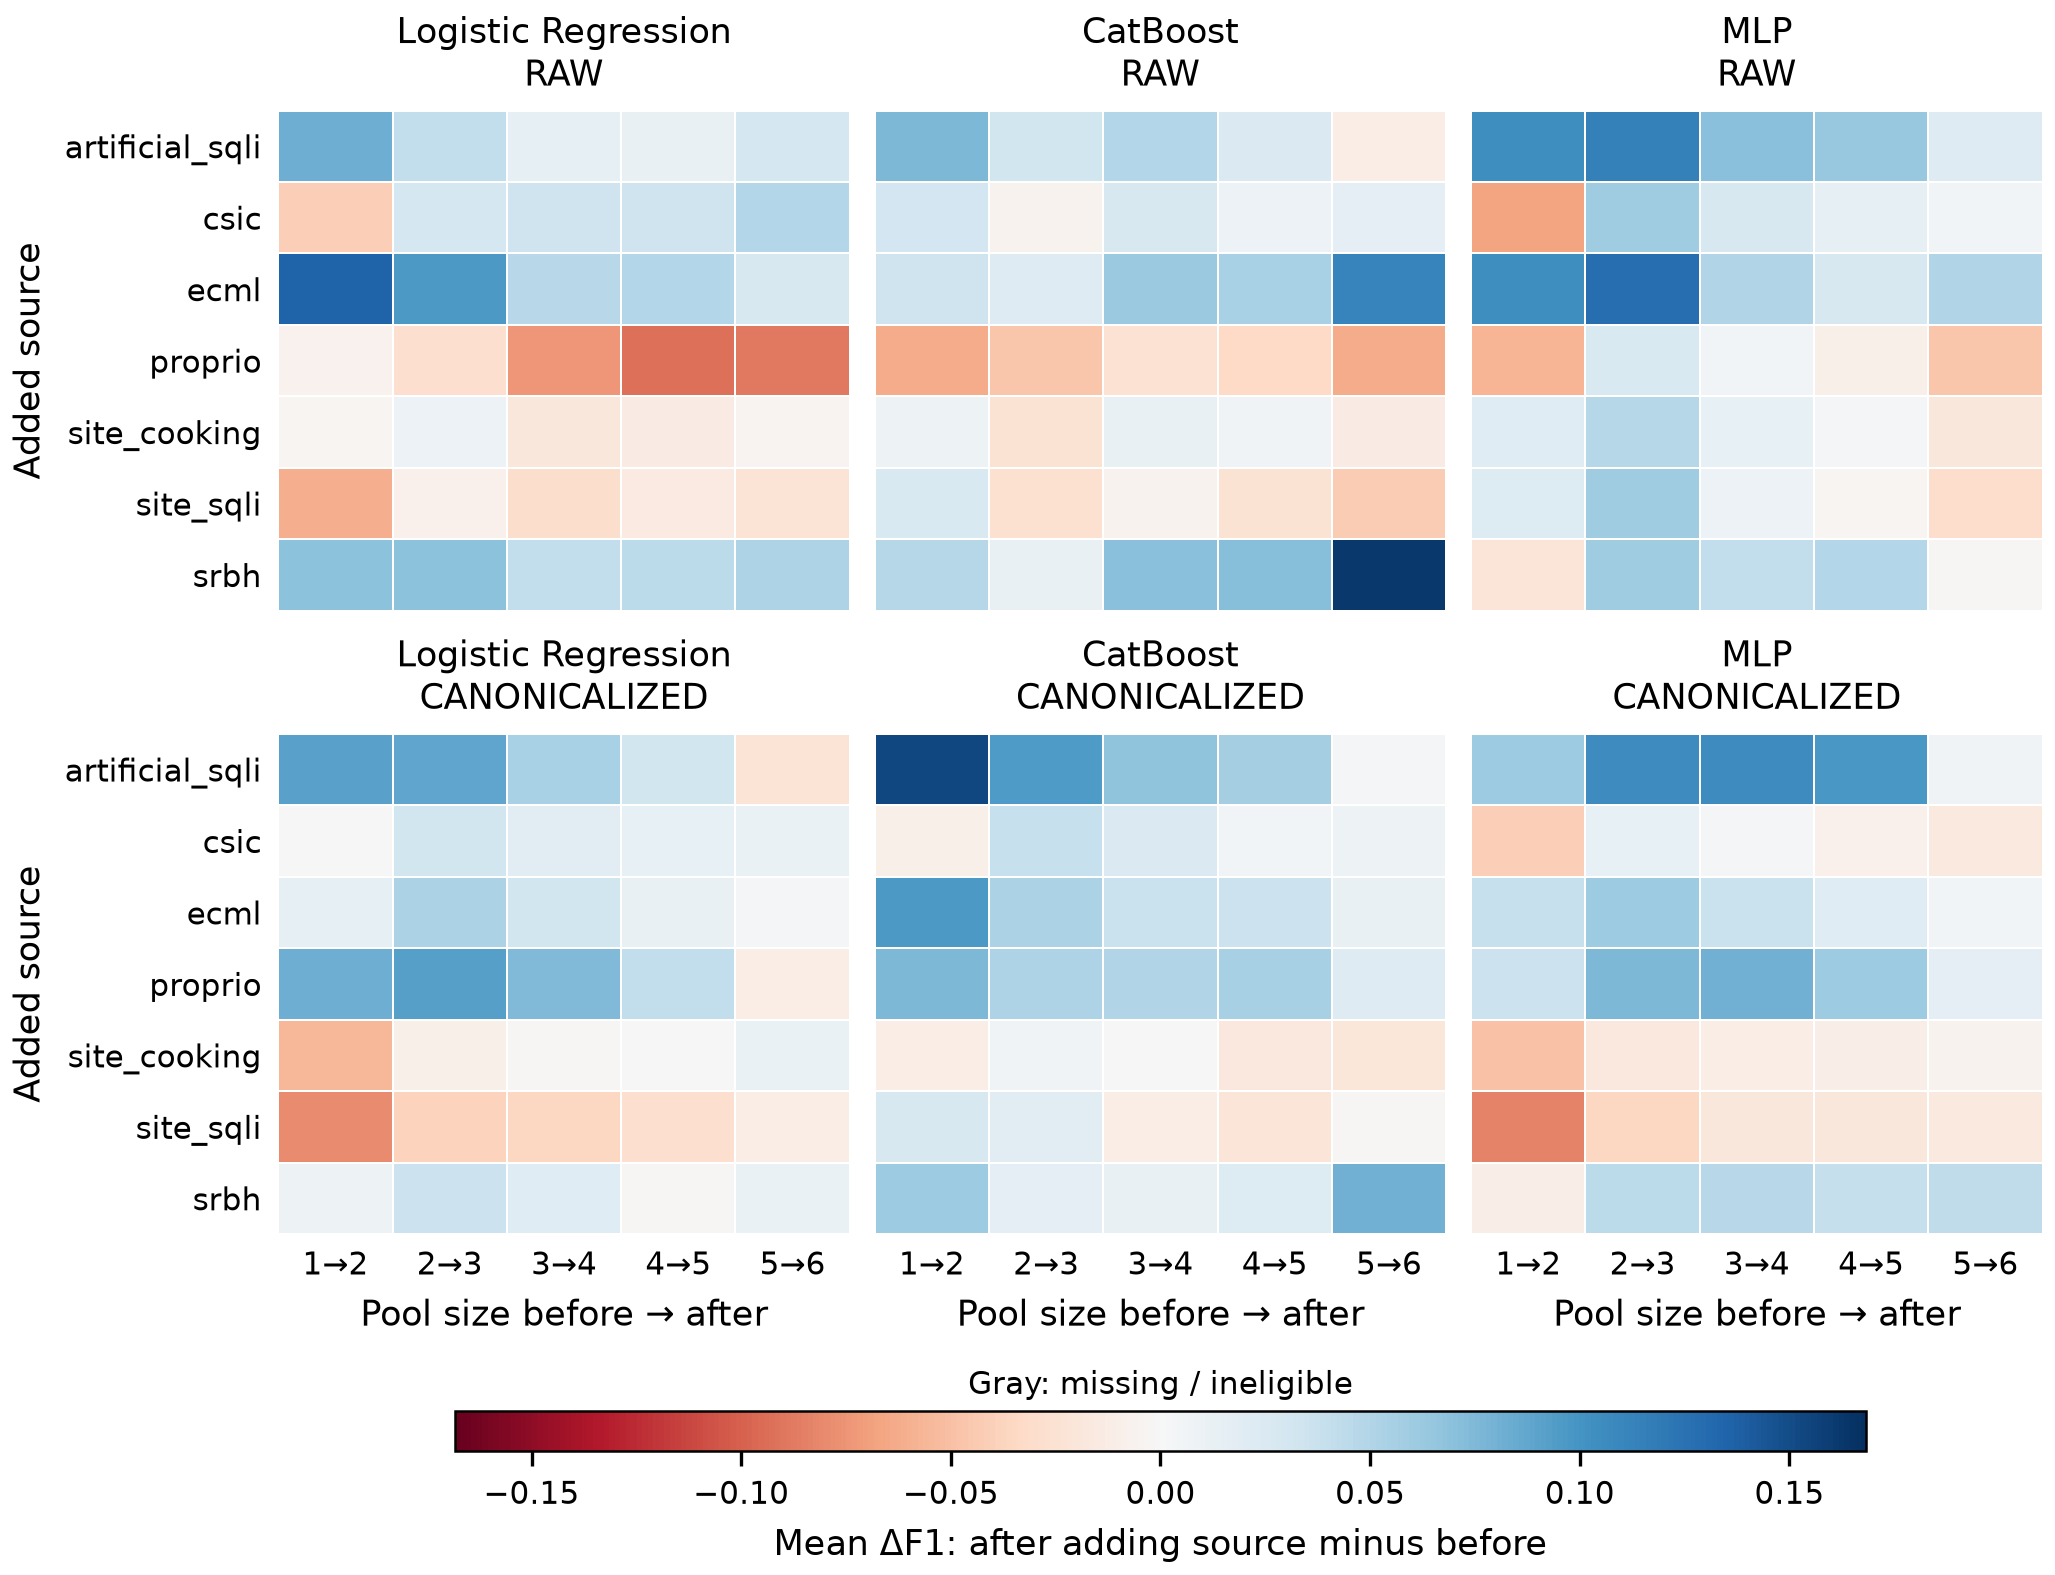 Logistic Regression
RAW
CatBoost
RAW
MLP
RAW
Added source
artificial_sqli
csic
ecml
proprio
site_cooking
site_sqli
srbh
Logistic Regression
CANONICALIZED
CatBoost
CANONICALIZED
MLP
CANONICALIZED
Added source
artificial_sqli
csic
ecml
proprio
site_cooking
site_sqli
srbh
1→2 2→3 3→4 4→5 5→6
1→2 2→3 3→4 4→5 5→6
1→2 2→3 3→4 4→5 5→6
Pool size before → after
Pool size before → after
Pool size before → after
Gray: missing / ineligible
−0.15 −0.10 −0.05 0.00 0.05 0.10 0.15
Mean ΔF1: after adding source minus before